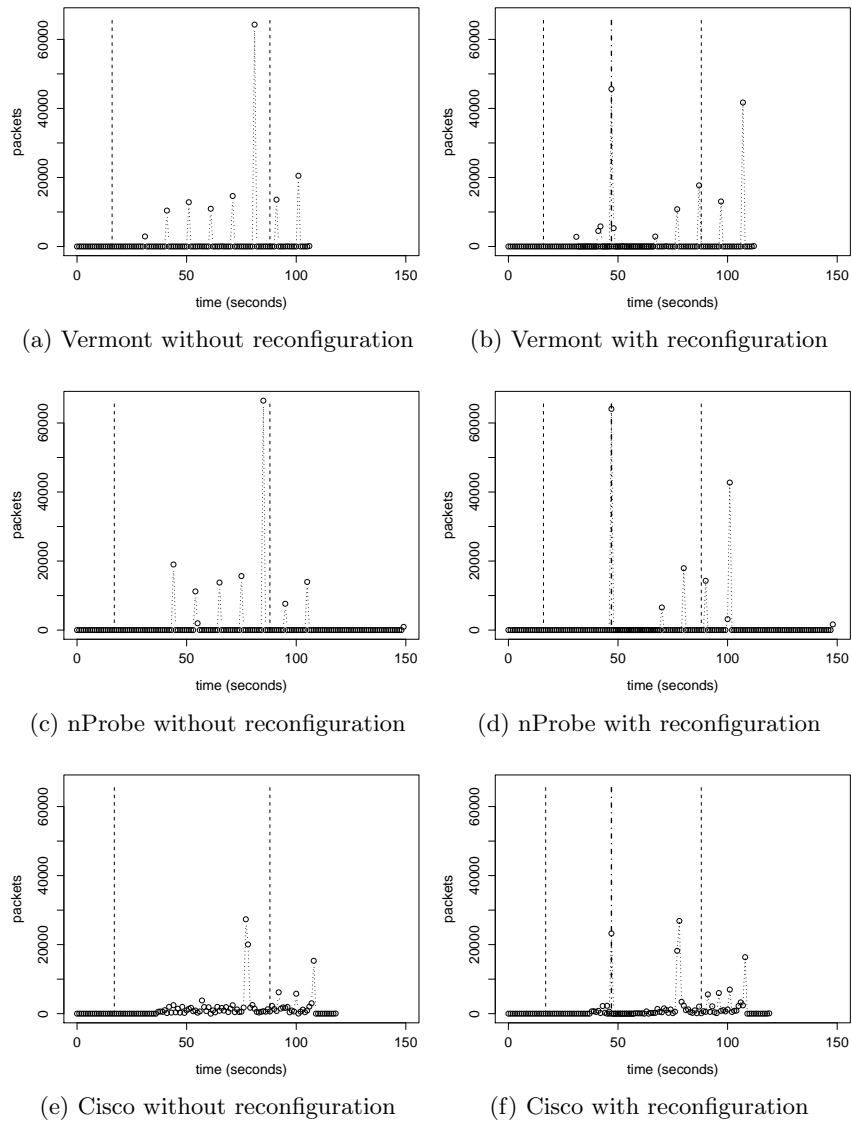 60000
40000
20000
0
packets
0 50 100 150
time (seconds)
(a) Vermont without reconfiguration
60000
40000
20000
0
packets
0 50 100 150
time (seconds)
(b) Vermont with reconfiguration
60000
40000
20000
0
packets
0 50 100 150
time (seconds)
(c) nProbe without reconfiguration
60000
40000
20000
0
packets
0 50 100 150
time (seconds)
(d) nProbe with reconfiguration
60000
40000
20000
0
packets
0 50 100 150
time (seconds)
(e) Cisco without reconfiguration
60000
40000
20000
0
packets
0 50 100 150
time (seconds)
(f) Cisco with reconfiguration